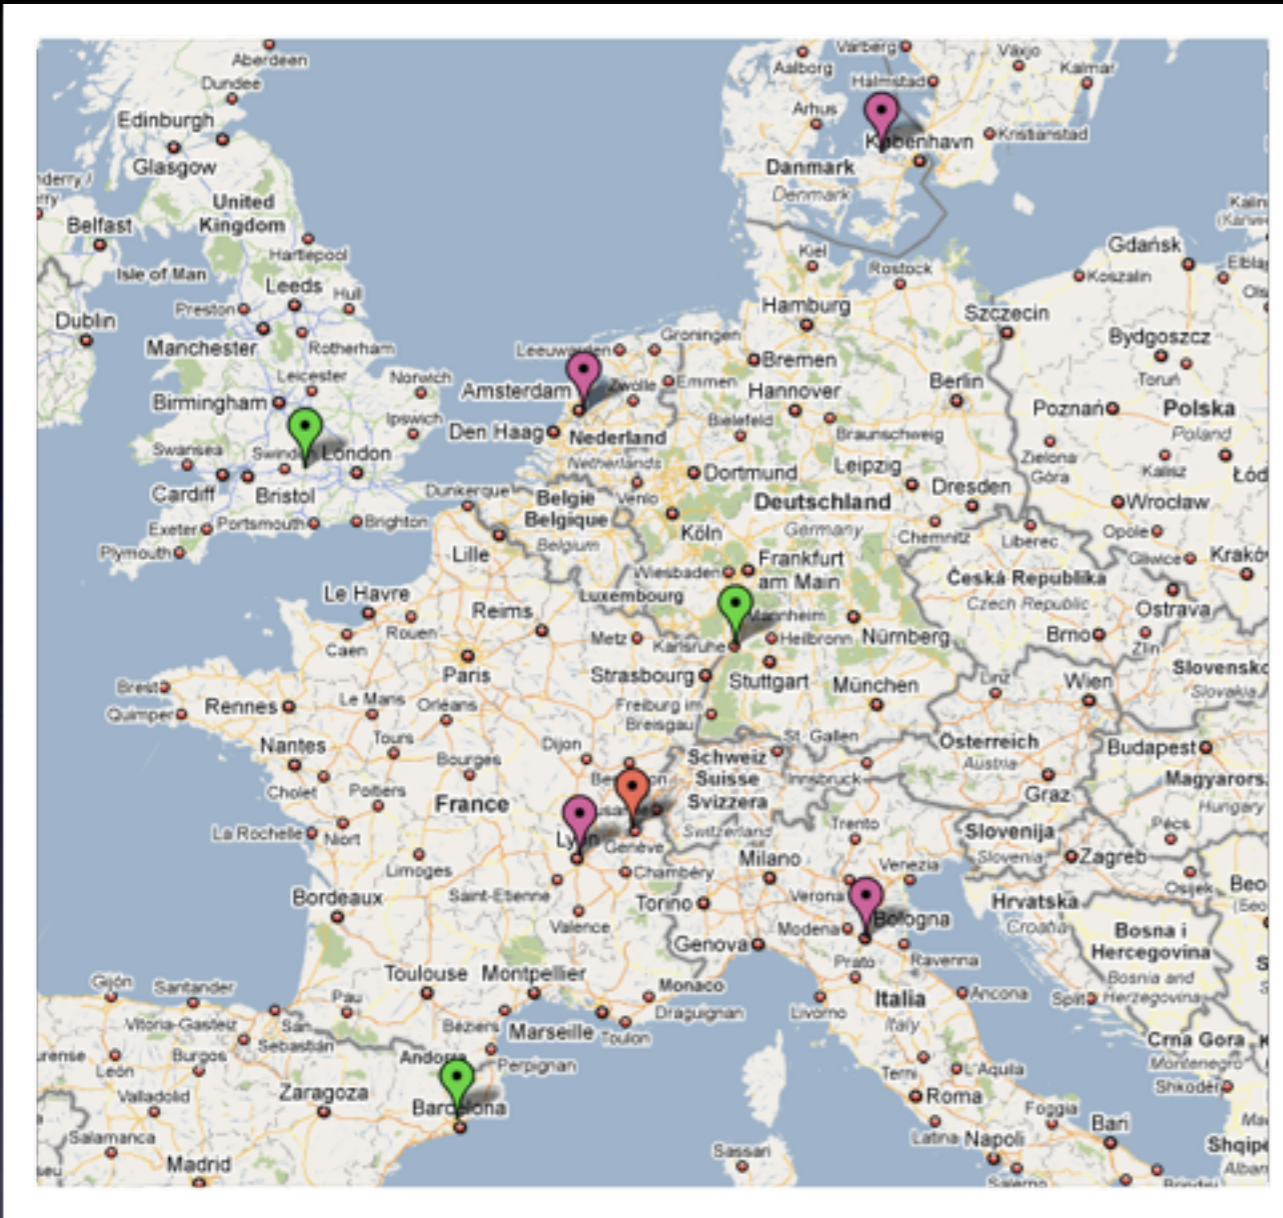 Aberdeen
Dundee
Edinburgh
Glasgow
United
Kingdom
Belfast
Hartlepool
Isle of Man
Leeds
Hull
Preston
Dublin
Manchester
Rotherham
Leicester
Norwich
Birmingham
Ipswich
Swansea
London
Cardiff
Bristol
Exeter
Portsmouth
Brighton
Plymouth
Varberg
Växjö
Aalborg
Halmstad
Kalmar
Århus
København
Kristianstad
Danmark
Denmark
Kiel
Rostock
Gdańsk
Koszalin
Hamburg
Szczecin
Groningen
Leeuwarden
Bremen
Bydgoszcz
Toruń
Amsterdam
Zwolle
Emmen
Hannover
Berlin
Poznań
Polska
Poland
Den Haag
Nederland
Netherlands
Bielefeld
Braunschweig
Zielona
Góra
Kalisz
Dortmund
Leipzig
Dresden
Dunkerque
België
Belgique
Belgium
Venlo
Deutschland
Germany
Wrocław
Köln
Chemnitz
Liberec
Opole
Gliwice
Lille
Wiesbaden
Frankfurt
am Main
Česká Republika
Czech Republic
Ostrava
Luxembourg
Mannheim
Le Havre
Rouen
Caen
Reims
Metz
Karlsruhe
Heilbronn
Nürnberg
Brno
Zlín
Paris
Strasbourg
Stuttgart
München
Linz
Wien
Slovakia
Brest
Quimper
Rennes
Le Mans
Orléans
Freiburg im
Breisgau
Nantes
Tours
Bourges
Dijon
St. Gallen
Österreich
Austria
Budapest
Cholet
Poitiers
France
Schweiz
Suisse
Svizzera
Switzerland
Innsbruck
Graz
Hungary
La Rochelle
Niort
Lyon
Genève
Trento
Slovenija
Slovenia
Zagreb
Pécs
Limoges
Chambéry
Milano
Venezia
Osijek
Saint-Etienne
Valence
Torino
Verona
Bordeaux
Bologna
Modena
Hrvatska
Croatia
Bosna i
Hercegovina
Bosnia and
Herzegovina
Genova
Prato
Ravenna
Toulouse
Montpellier
Monaco
Draguignan
Livorno
Italia
Italy
Ancona
Split
Gijón
Santander
Pau
Vitoria-Gasteiz
San
Sebastián
Béziers
Marseille
Toulon
Crna Gora
Montenegro
León
Burgos
Andorra
Perpignan
Terni
L'Aquila
Shkodër
Valladolid
Zaragoza
Barcelona
Roma
Foggia
Bari
Salamanca
Madrid
Sassari
Latina
Napoli
Salerno
Brindisi